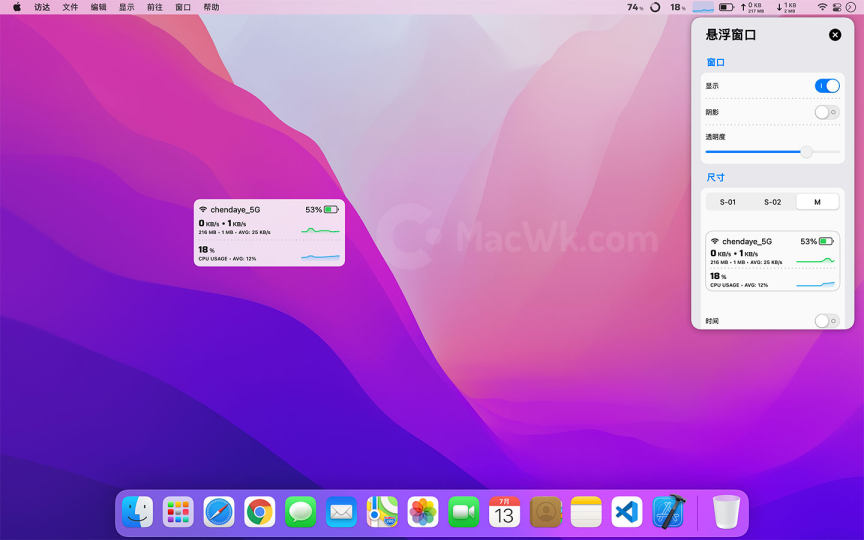 访达 文件 编辑 显示 前往 窗口 帮助 74% 18% ↑ 0 KB 217 MB ↓ 1 KB 2 MB
悬浮窗口
窗口
显示
阴影
透明度
尺寸
S-01 S-02 M
chendaye_5G 53%
0 KB/s • 1 KB/s
216 MB • 1 MB • AVG: 25 KB/s
18 %
CPU USAGE • AVG: 12%
时间
chendaye_5G 53%
0 KB/s • 1 KB/s
216 MB • 1 MB • AVG: 25 KB/s
18 %
CPU USAGE • AVG: 12%
MacWk.com
7月
13